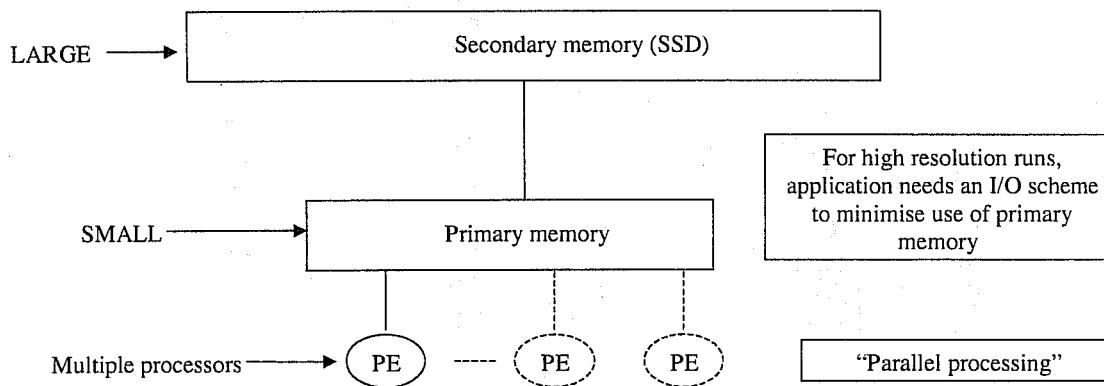 LARGE
Secondary memory (SSD)
For high resolution runs,
application needs an I/O scheme
to minimise use of primary
memory
SMALL
Primary memory
Multiple processors
PE
PE
PE
“Parallel processing”